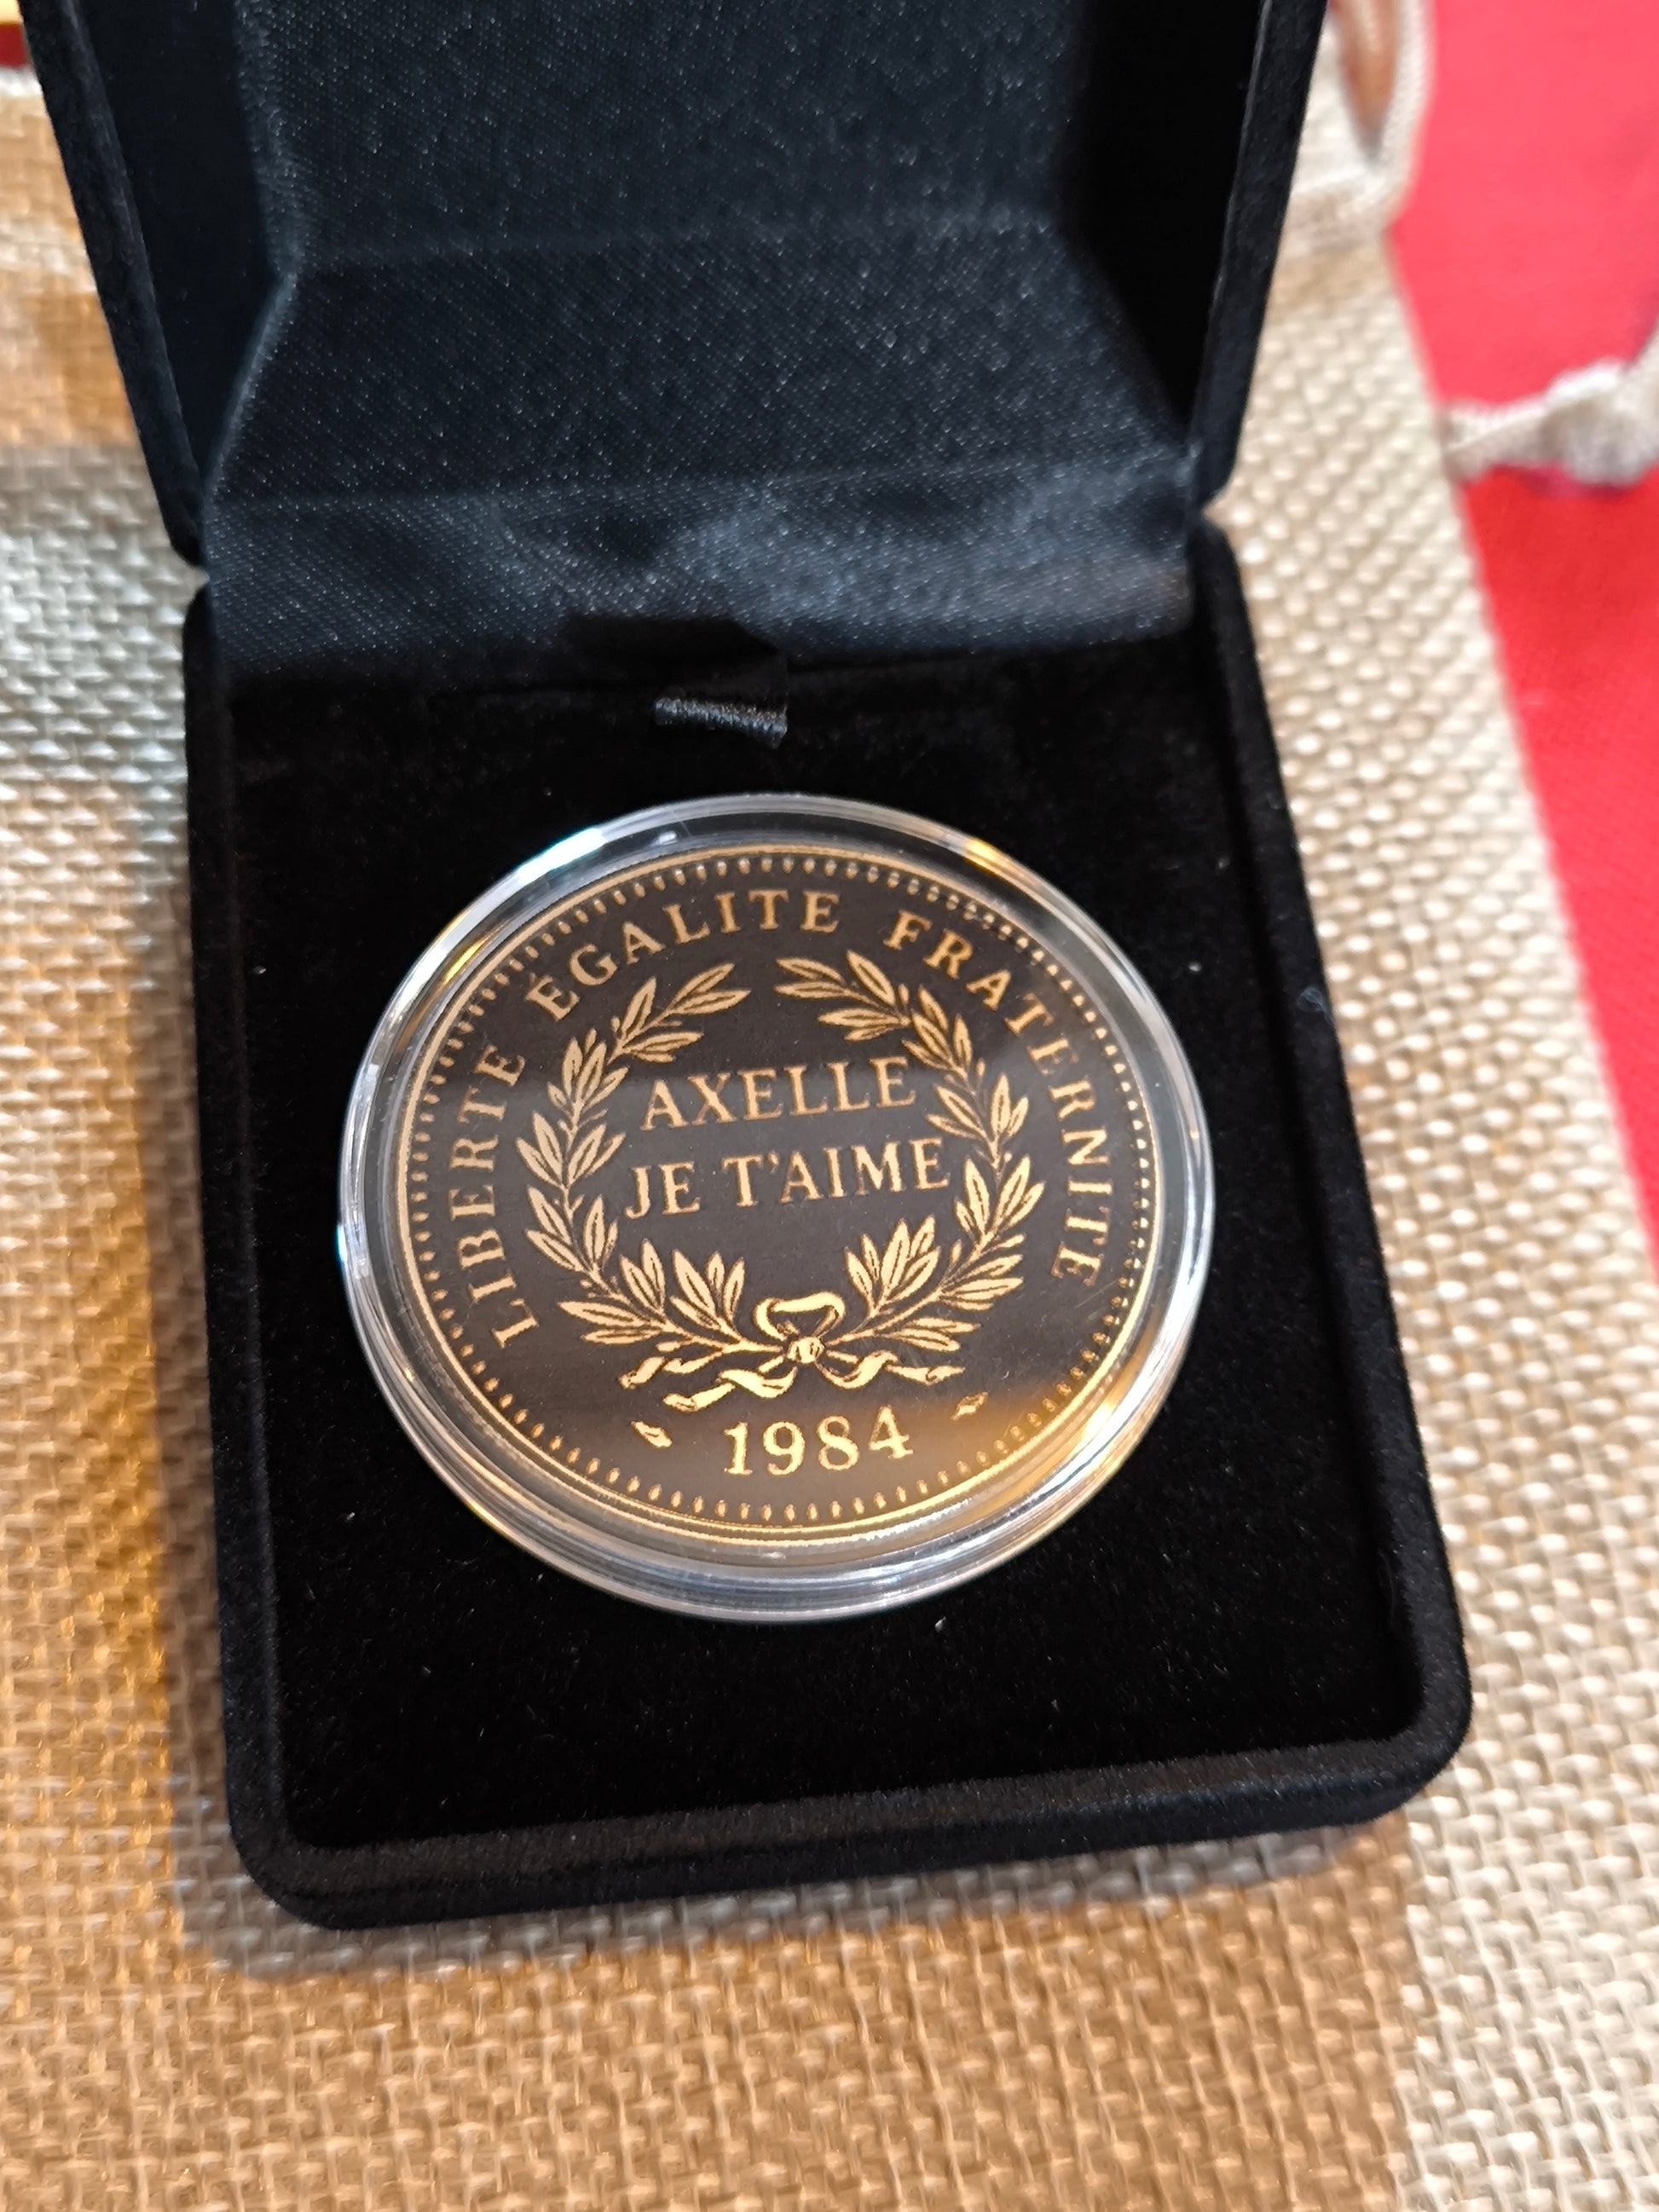 LIBERTE ÉGALITE FRATERNITE
AXELLE
JE T'AIME
1984